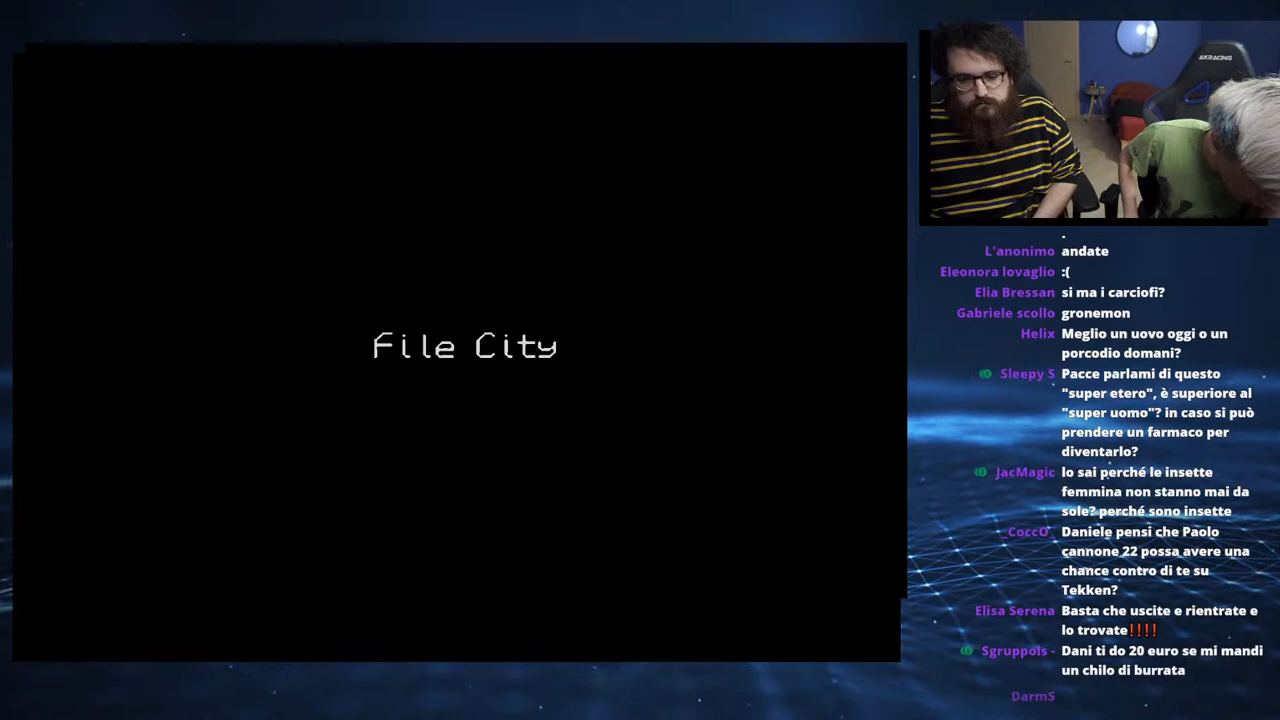 AKRACING
File City
.
L'anonimo andate
Eleonora lovaglio :(
Elia Bressan si ma i carciofi?
Gabriele scollo gronemon
Helix Meglio un uovo oggi o un
porcodio domani?
Sleepy S Pacce parlami di questo
"super etero", è superiore al
"super uomo"? in caso si può
prendere un farmaco per
diventarlo?
JacMagic lo sai perché le insette
femmina non stanno mai da
sole? perché sono insette
_CoccO_ Daniele pensi che Paolo
cannone 22 possa avere una
chance contro di te su
Tekken?
Elisa Serena Basta che uscite e rientrate e
lo trovate❗❗❗❗
Sgruppols - Dani ti do 20 euro se mi mandi
un chilo di burrata
DarmS